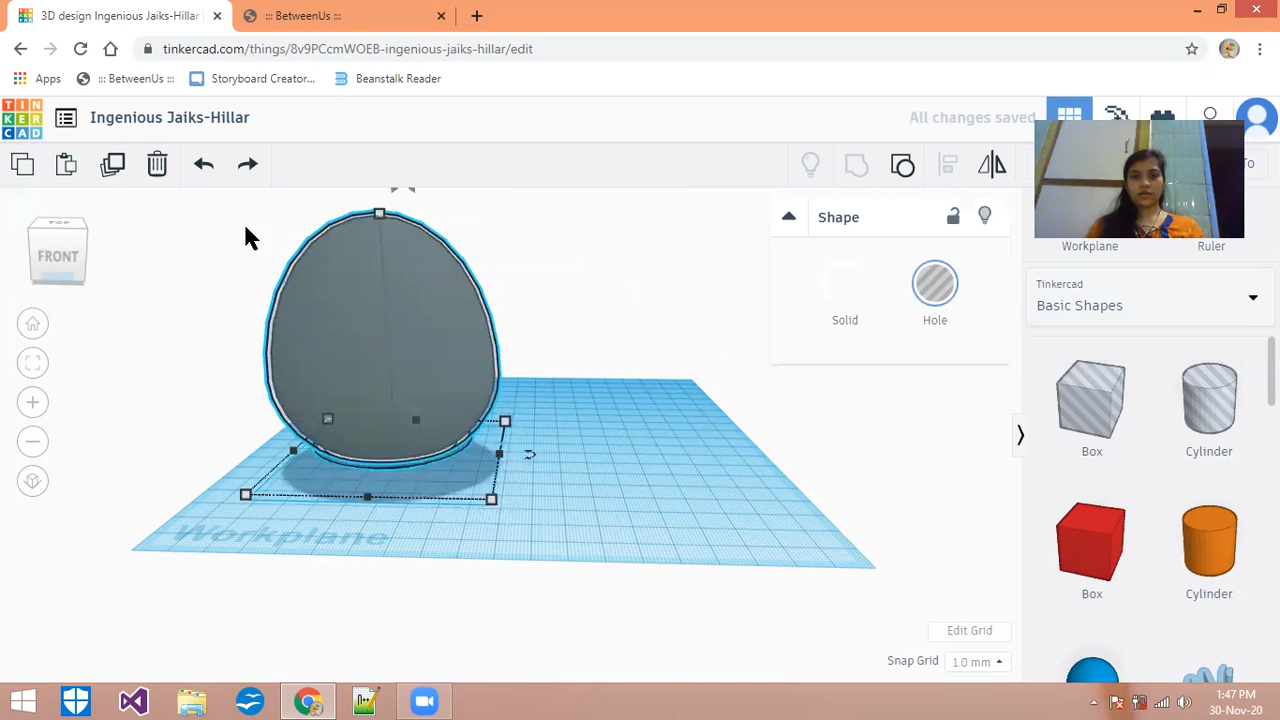 3D design Ingenious Jaiks-Hillar
::: BetweenUs :::
tinkercad.com/things/8v9PCcmWOEB-ingenious-jaiks-hillar/edit
Apps
::: BetweenUs :::
Storyboard Creator...
Beanstalk Reader
TIN
KER
CAD
Ingenious Jaiks-Hillar
All changes saved
To
TOP
FRONT
Shape
Solid
Hole
Workplane
Ruler
Tinkercad
Basic Shapes
Box
Cylinder
Box
Cylinder
Workplane
Edit Grid
Snap Grid
1.0 mm
1:47 PM
30-Nov-20